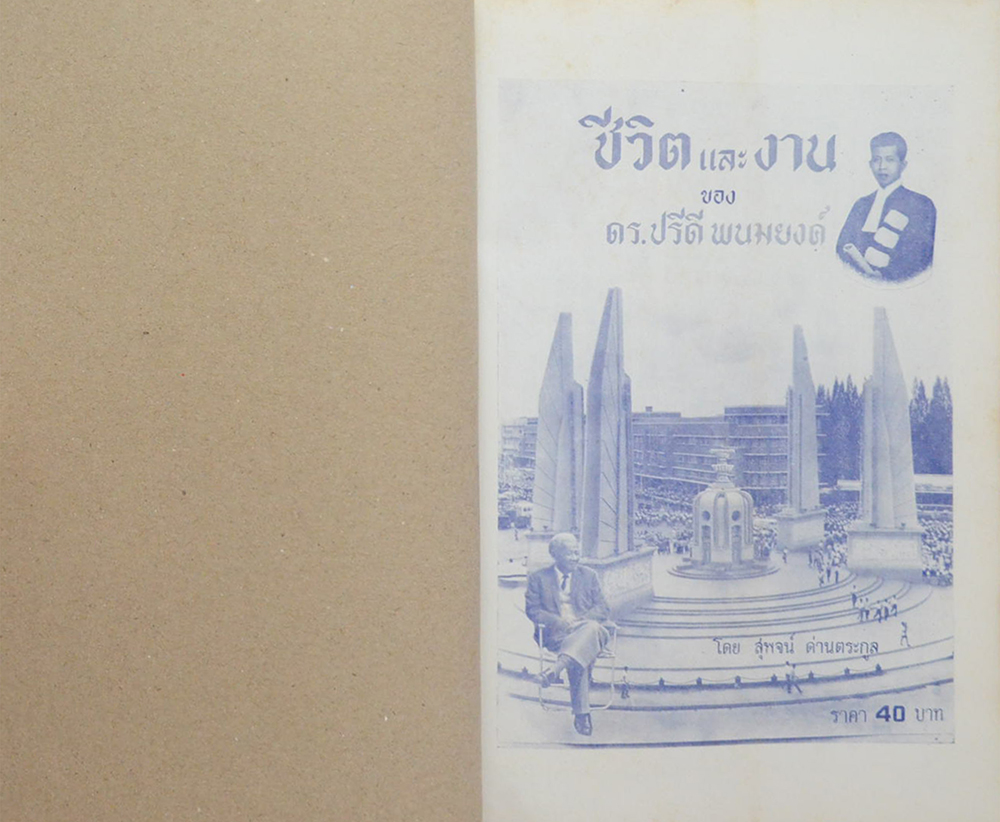 ชีวิต และ งาน
ของ
ดร.ปรีดี พนมยงค์
โดย สุพจน์ ด่านตระกูล
ราคา 40 บาท